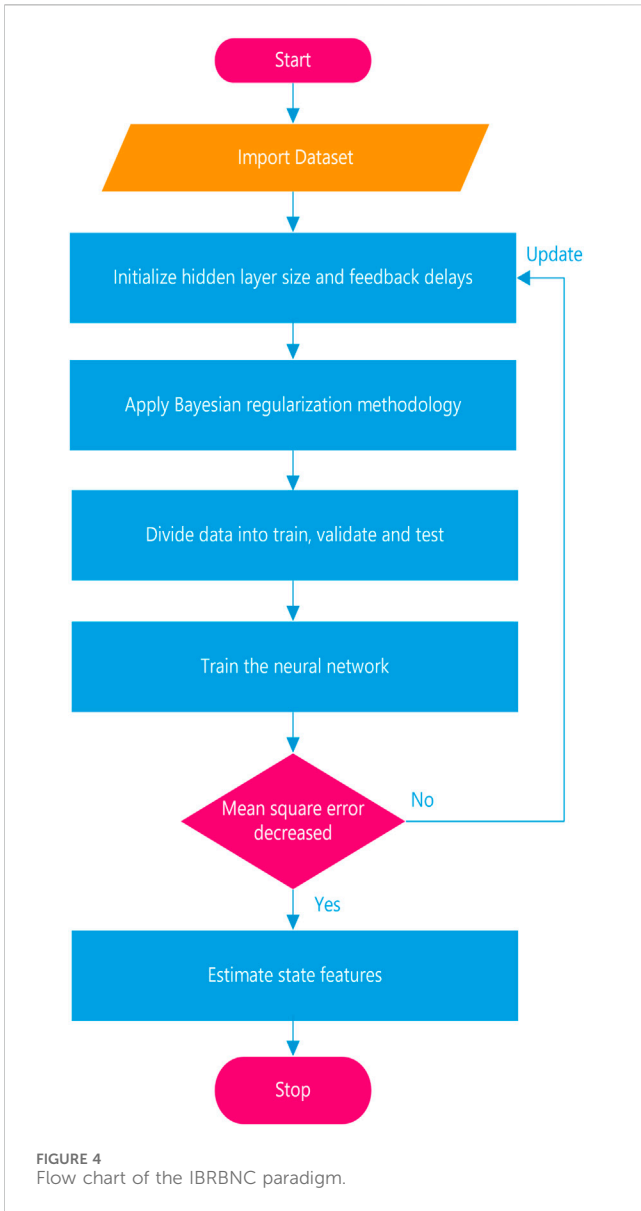 Start
Import Dataset
Update
Initialize hidden layer size and feedback delays
Apply Bayesian regularization methodology
Divide data into train, validate and test
Train the neural network
Mean square error
decreased
No
Yes
Estimate state features
Stop
FIGURE 4
Flow chart of the IBRBNC paradigm.